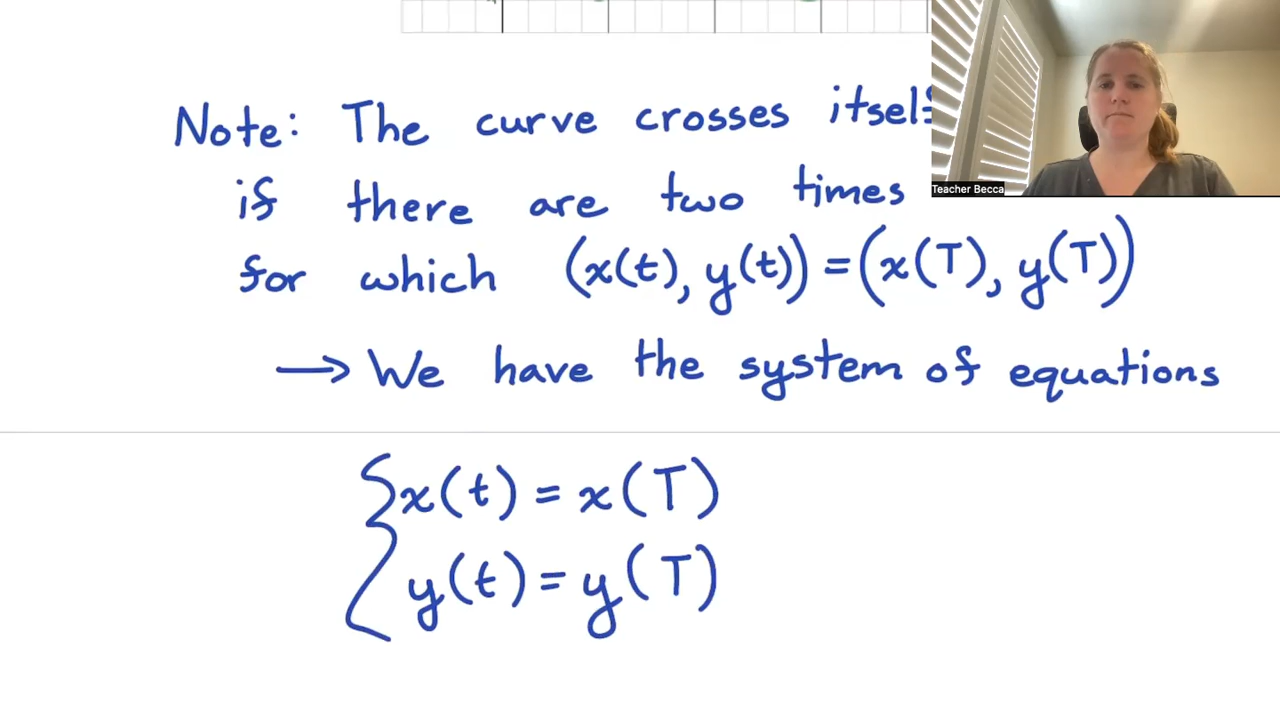 Note: The curve crosses itself
if there are two times
for which (x(t), y(t)) = (x(T), y(T))
→ We have the system of equations
{x(t) = x(T)
y(t) = y(T)
Teacher Becca